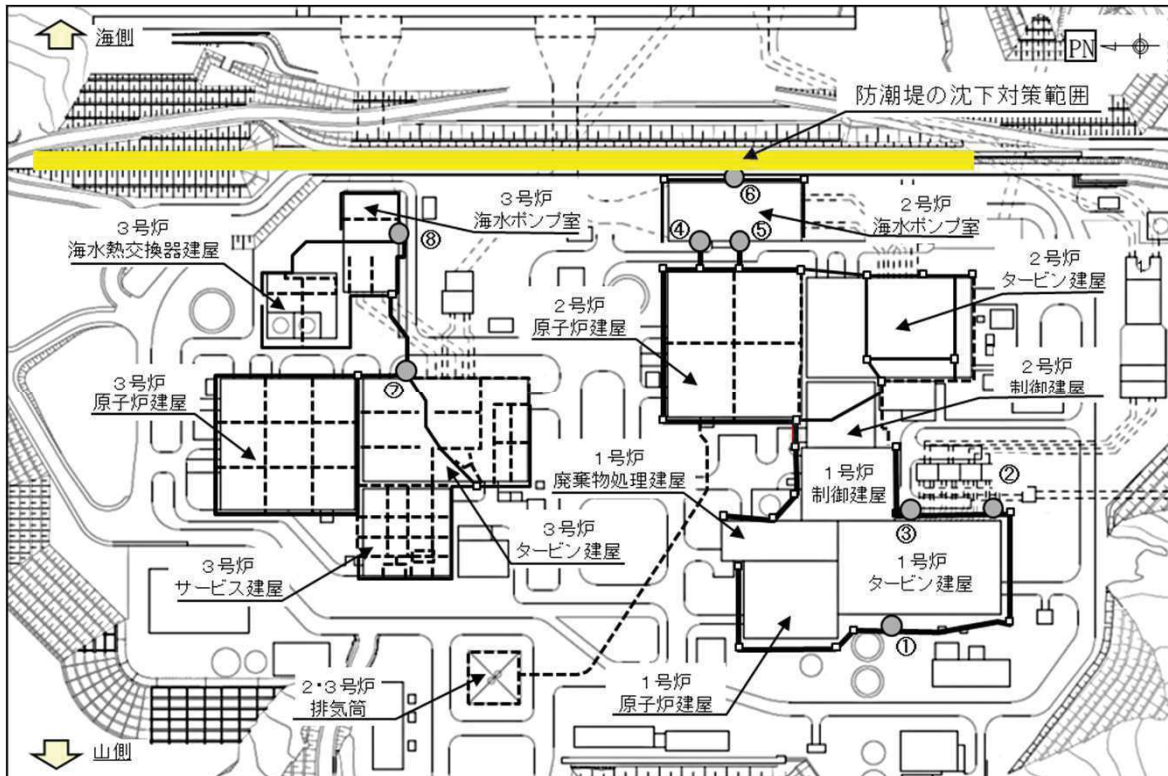 海側
PN
防潮堤の沈下対策範囲
3号炉
海水ポンプ室
⑧
3号炉
海水熱交換器建屋
⑥
④
⑤
2号炉
海水ポンプ室
2号炉
タービン建屋
2号炉
原子炉建屋
⑦
3号炉
原子炉建屋
2号炉
制御建屋
1号炉
廃棄物処理建屋
1号炉
制御建屋
②
③
3号炉
タービン建屋
3号炉
サービス建屋
1号炉
タービン建屋
①
2・3号炉
排気筒
1号炉
原子炉建屋
山側